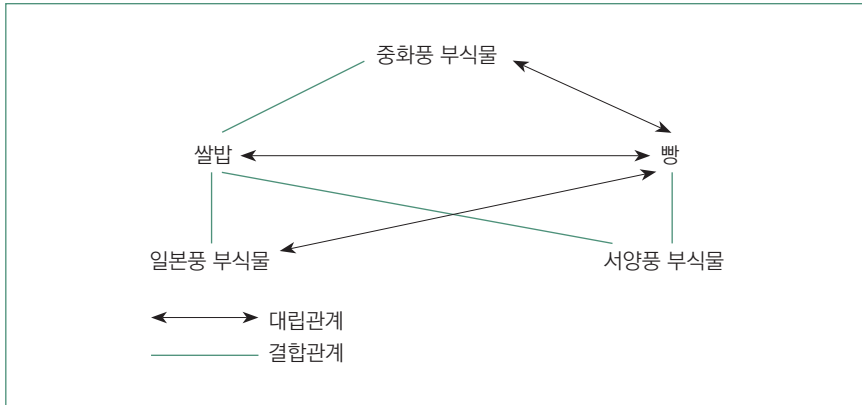 중화풍 부식물
쌀밥
빵
일본풍 부식물
서양풍 부식물
대립관계
결합관계